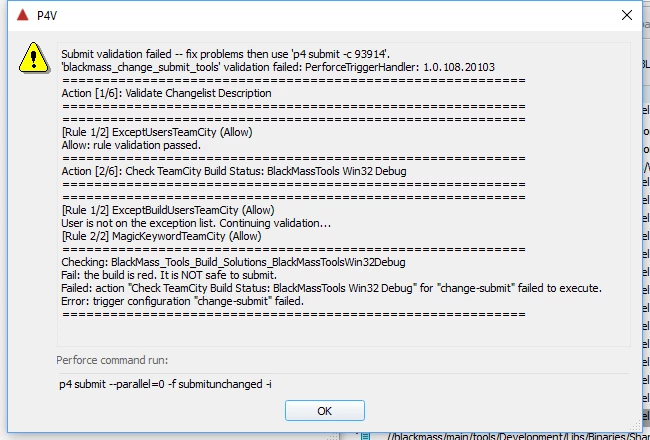 P4V
Submit validation failed -- fix problems then use 'p4 submit -c 93914'.
'blackmass_change_submit_tools' validation failed: PerforceTriggerHandler: 1.0.108.20103
==========================================================
Action [1/6]: Validate Changelist Description
==========================================================
==========================================================
[Rule 1/2] ExceptUsersTeamCity (Allow)
Allow: rule validation passed.
==========================================================
Action [2/6]: Check TeamCity Build Status: BlackMassTools Win32 Debug
==========================================================
==========================================================
[Rule 1/2] ExceptBuildUsersTeamCity (Allow)
User is not on the exception list. Continuing validation...
[Rule 2/2] MagicKeywordTeamCity (Allow)
==========================================================
Checking: BlackMass_Tools_Build_Solutions_BlackMassToolsWin32Debug
Fail: the build is red. It is NOT safe to submit.
Failed: action "Check TeamCity Build Status: BlackMassTools Win32 Debug" for "change-submit" failed to execute.
Error: trigger configuration "change-submit" failed.
==========================================================
Perforce command run:
p4 submit --parallel=0 -f submitunchanged -i
OK
//blackmass/main/tools/Development/Libs/Binaries/Shar